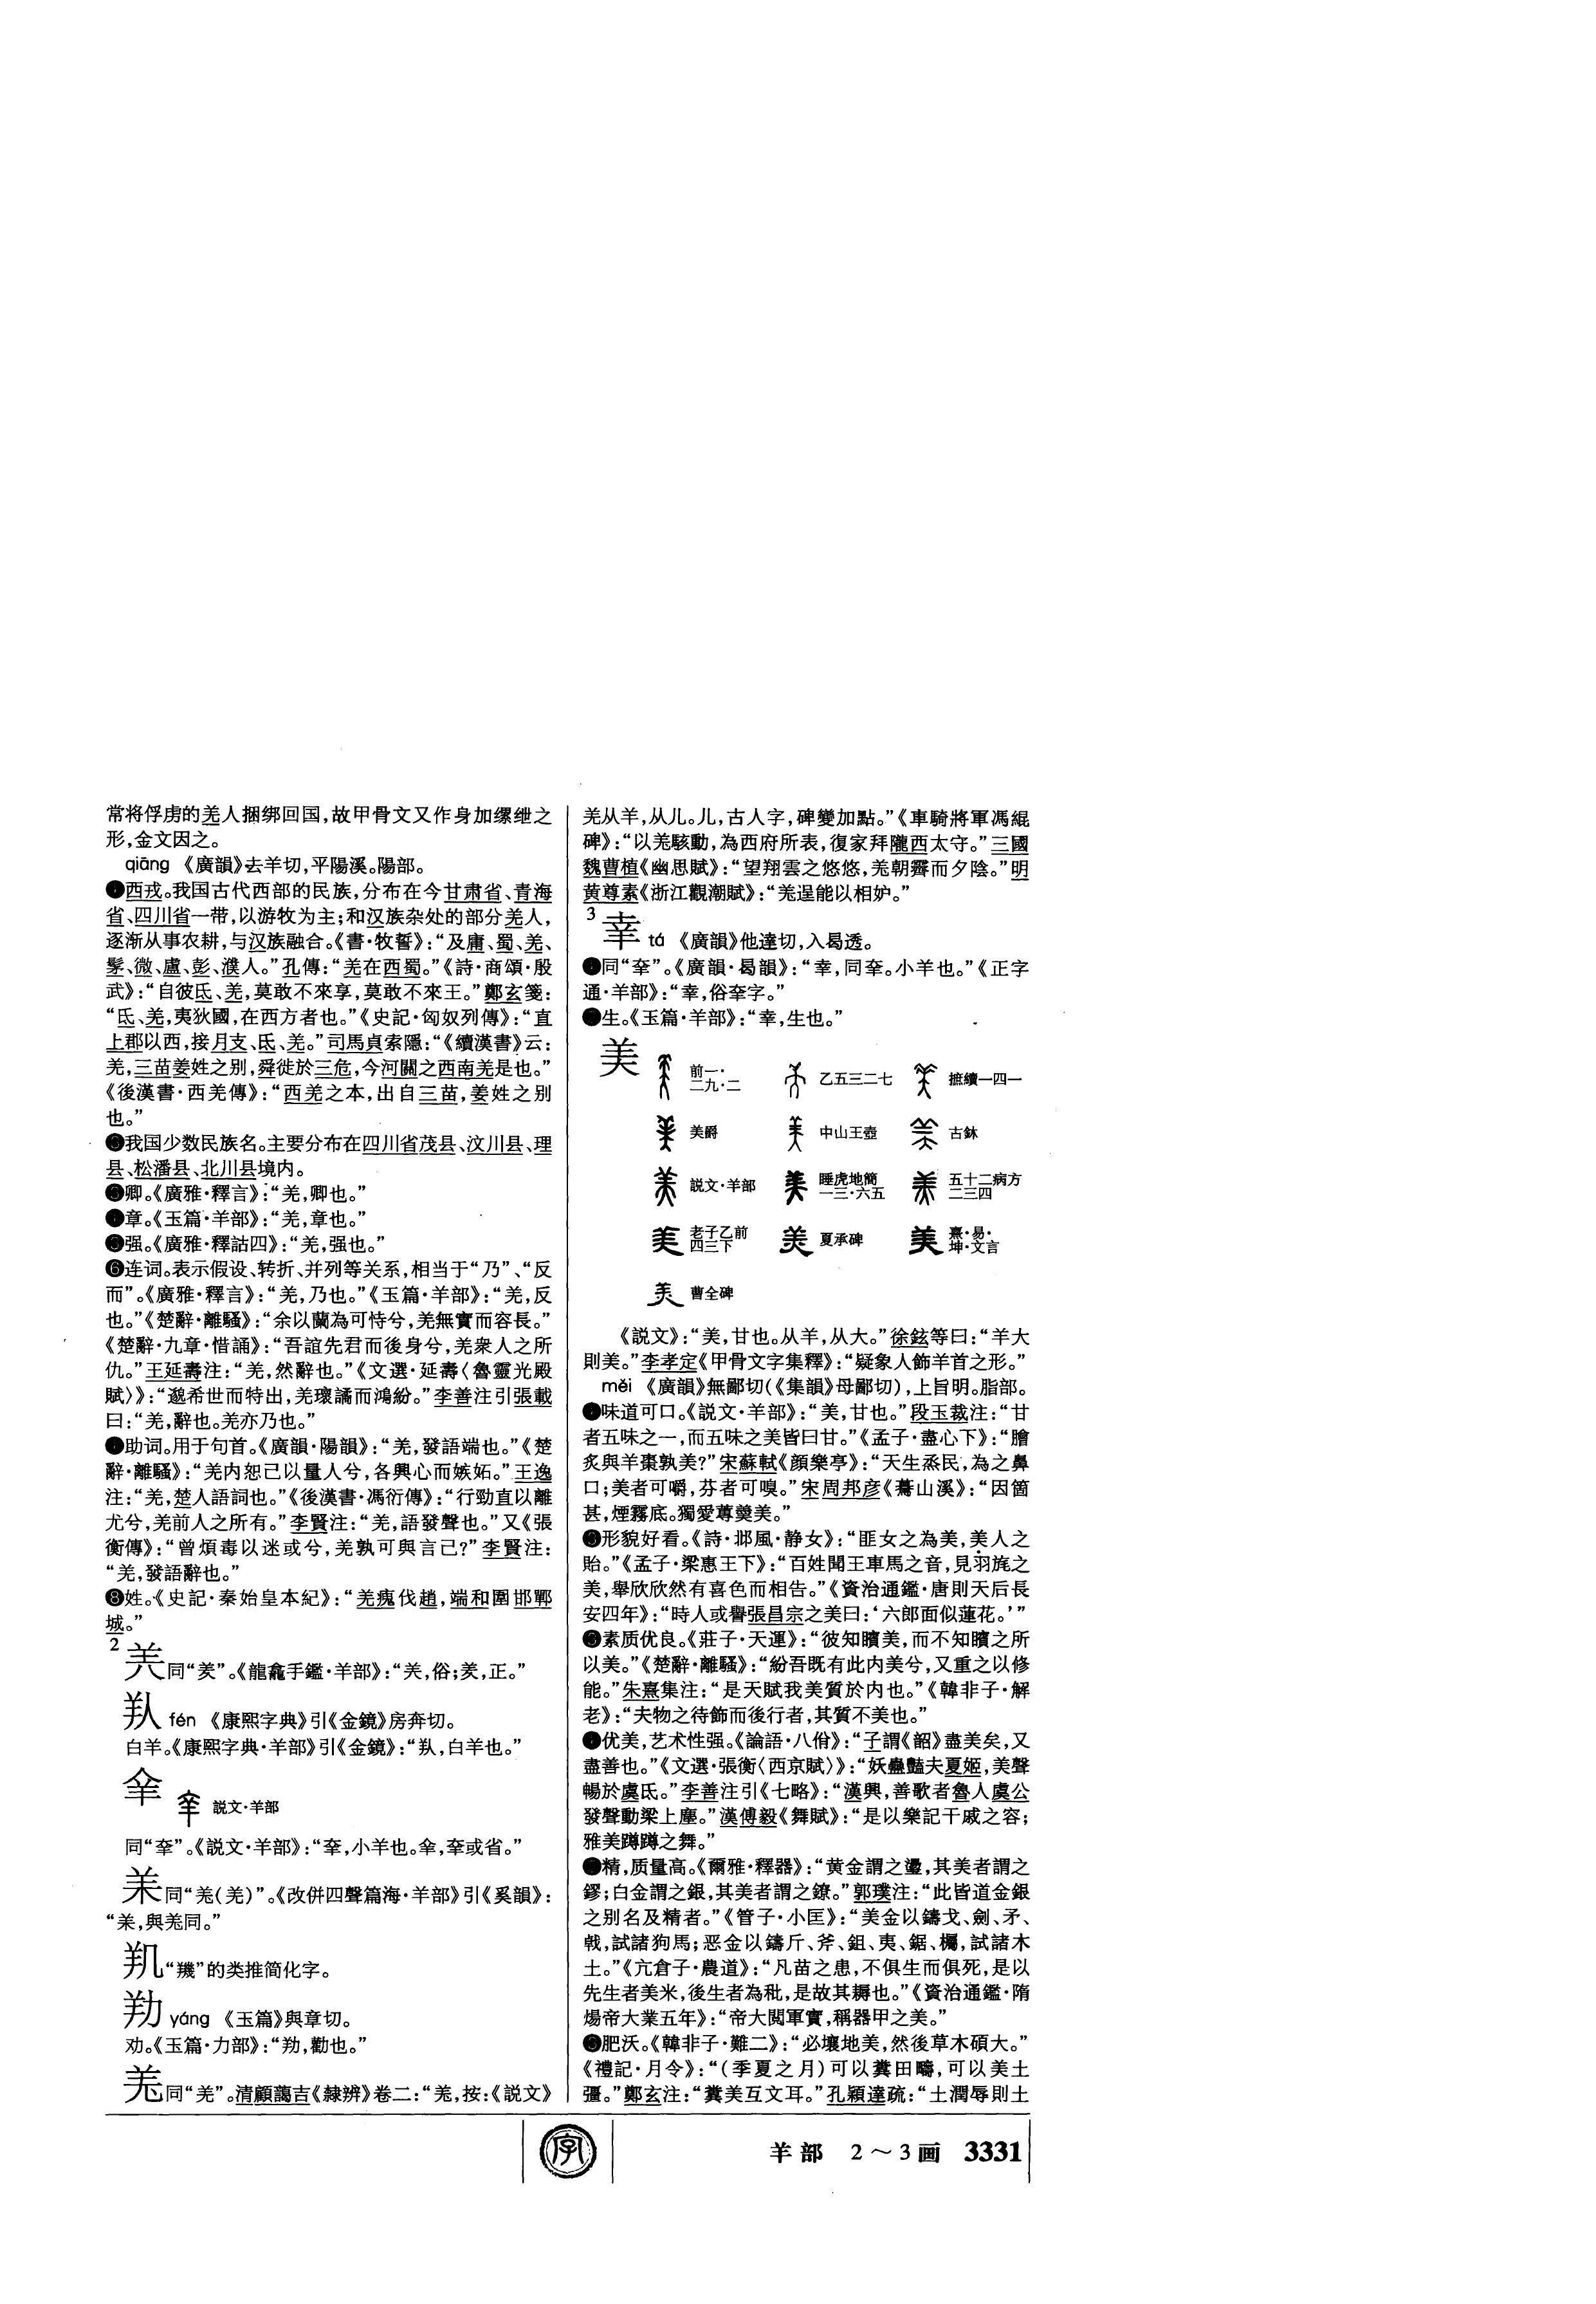 常将俘虏的羌人捆绑回国，故甲骨文又作身加缧绁之
形，金文因之。
qiāng 《廣韻》去羊切，平陽溪。陽部。
❶西戎。我国古代西部的民族，分布在今甘肃省、青海
省、四川省一带，以游牧为主；和汉族杂处的部分羌人，
逐渐从事农耕，与汉族融合。《書·牧誓》：“及庸、蜀、羌、
髳、微、盧、彭、濮人。”孔傳：“羌在西蜀。”《詩·商頌·殷
武》：“自彼氐、羌，莫敢不來享，莫敢不來王。”鄭玄箋：
“氐、羌，夷狄國，在西方者也。”《史記·匈奴列傳》：“直
上郡以西，接月支、氐、羌。”司馬貞索隱：“《續漢書》云：
羌，三苗姜姓之别，舜徙於三危，今河關之西南羌是也。”
《後漢書·西羌傳》：“西羌之本，出自三苗，姜姓之别
也。”
❷我国少数民族名。主要分布在四川省茂县、汶川县、理
县、松潘县、北川县境内。
❸卿。《廣雅·釋言》：“羌，卿也。”
❹章。《玉篇·羊部》：“羌，章也。”
❺强。《廣雅·釋詁四》：“羌，强也。”
❻连词。表示假设、转折、并列等关系，相当于“乃”、“反
而”。《廣雅·釋言》：“羌，乃也。”《玉篇·羊部》：“羌，反
也。”《楚辭·離騷》：“余以蘭為可恃兮，羌無實而容長。”
《楚辭·九章·惜誦》：“吾誼先君而後身兮，羌衆人之所
仇。”王延壽注：“羌，然辭也。”《文選·延壽〈魯靈光殿
賦〉》：“邈希世而特出，羌瓌譎而鴻紛。”李善注引張載
曰：“羌，辭也。羌亦乃也。”
❼助词。用于句首。《廣韻·陽韻》：“羌，發語端也。”《楚
辭·離騷》：“羌内恕己以量人兮，各興心而嫉妬。”王逸
注：“羌，楚人語詞也。”《後漢書·馮衍傳》：“行勁直以離
尤兮，羌前人之所有。”李賢注：“羌，語發聲也。”又《張
衡傳》：“曾煩毒以迷或兮，羌孰可與言己？”李賢注：
“羌，發語辭也。”
❽姓。《史記·秦始皇本紀》：“羌瘣伐趙，端和圍邯鄲
城。”
2
羙同“羑”。《龍龕手鑑·羊部》：“羙，俗；羑，正。”
fén 《康熙字典》引《金鏡》房奔切。
白羊。《康熙字典·羊部》引《金鏡》：“，白羊也。”
説文·羊部
同“羍”。《説文·羊部》：“羍，小羊也。，羍或省。”
同“羌(羌)”。《改併四聲篇海·羊部》引《奚韻》：
“，與羌同。”
“羻”的类推简化字。
yáng 《玉篇》與章切。
劝。《玉篇·力部》：“，勸也。”
羗同“羌”。清顧藹吉《隸辨》卷二：“羗，按：《説文》
羌从羊，从儿。儿，古人字，碑變加點。”《車騎將軍馮緄
碑》：“以羗駭動，為西府所表，復家拜隴西太守。”三國
魏曹植《幽思賦》：“望翔雲之悠悠，羗朝霽而夕陰。”明
黄尊素《浙江觀潮賦》：“羗逞能以相妒。”
3
tá 《廣韻》他達切，入曷透。
❶同“羍”。《廣韻·曷韻》：“，同羍。小羊也。”《正字
通·羊部》：“，俗羍字。”
❷生。《玉篇·羊部》：“，生也。”
美 前一·二九·二 乙五三二七 摭續一四一
美爵 中山王壺 古鉢
説文·羊部 睡虎地簡一三·六五 五十二病方二三四
老子乙前四三下 夏承碑 熹·易·坤·文言
曹全碑
《説文》：“美，甘也。从羊，从大。”徐鉉等曰：“羊大
則美。”李孝定《甲骨文字集釋》：“疑象人飾羊首之形。”
měi 《廣韻》無鄙切(《集韻》母鄙切)，上旨明。脂部。
❶味道可口。《説文·羊部》：“美，甘也。”段玉裁注：“甘
者五味之一，而五味之美皆曰甘。”《孟子·盡心下》：“膾
炙與羊棗孰美？”宋蘇軾《顔樂亭》：“天生烝民，為之鼻
口；美者可嚼，芬者可嗅。”宋周邦彦《驀山溪》：“因箇
甚，煙霧底。獨愛蓴羹美。”
❷形貌好看。《詩·邶風·静女》：“匪女之為美，美人之
貽。”《孟子·梁惠王下》：“百姓聞王車馬之音，見羽旄之
美，舉欣欣然有喜色而相告。”《資治通鑑·唐則天后長
安四年》：“時人或譽張昌宗之美曰：‘六郎面似蓮花。’”
❸素质优良。《莊子·天運》：“彼知矉美，而不知矉之所
以美。”《楚辭·離騷》：“紛吾既有此内美兮，又重之以修
能。”朱熹集注：“是天賦我美質於内也。”《韓非子·解
老》：“夫物之待飾而後行者，其質不美也。”
❹优美，艺术性强。《論語·八佾》：“子謂《韶》盡美矣，又
盡善也。”《文選·張衡〈西京賦〉》：“妖蠱豔夫夏姬，美聲
暢於虞氏。”李善注引《七略》：“漢興，善歌者魯人虞公
發聲動梁上塵。”漢傅毅《舞賦》：“是以樂記干戚之容；
雅美蹲蹲之舞。”
❺精，质量高。《爾雅·釋器》：“黄金謂之璗，其美者謂之
鏐；白金謂之銀，其美者謂之鐐。”郭璞注：“此皆道金銀
之别名及精者。”《管子·小匡》：“美金以鑄戈、劍、矛、
戟，試諸狗馬；恶金以鑄斤、斧、鉏、夷、鋸、欘，試諸木
土。”《亢倉子·農道》：“凡苗之患，不俱生而俱死，是以
先生者美米，後生者為秕，是故其耨也。”《資治通鑑·隋
煬帝大業五年》：“帝大閲軍實，稱器甲之美。”
❻肥沃。《韓非子·難二》：“必壤地美，然後草木碩大。”
《禮記·月令》：“(季夏之月)可以糞田疇，可以美土
彊。”鄭玄注：“糞美互文耳。”孔穎達疏：“土潤辱則土
字
羊部 2～3画 3331